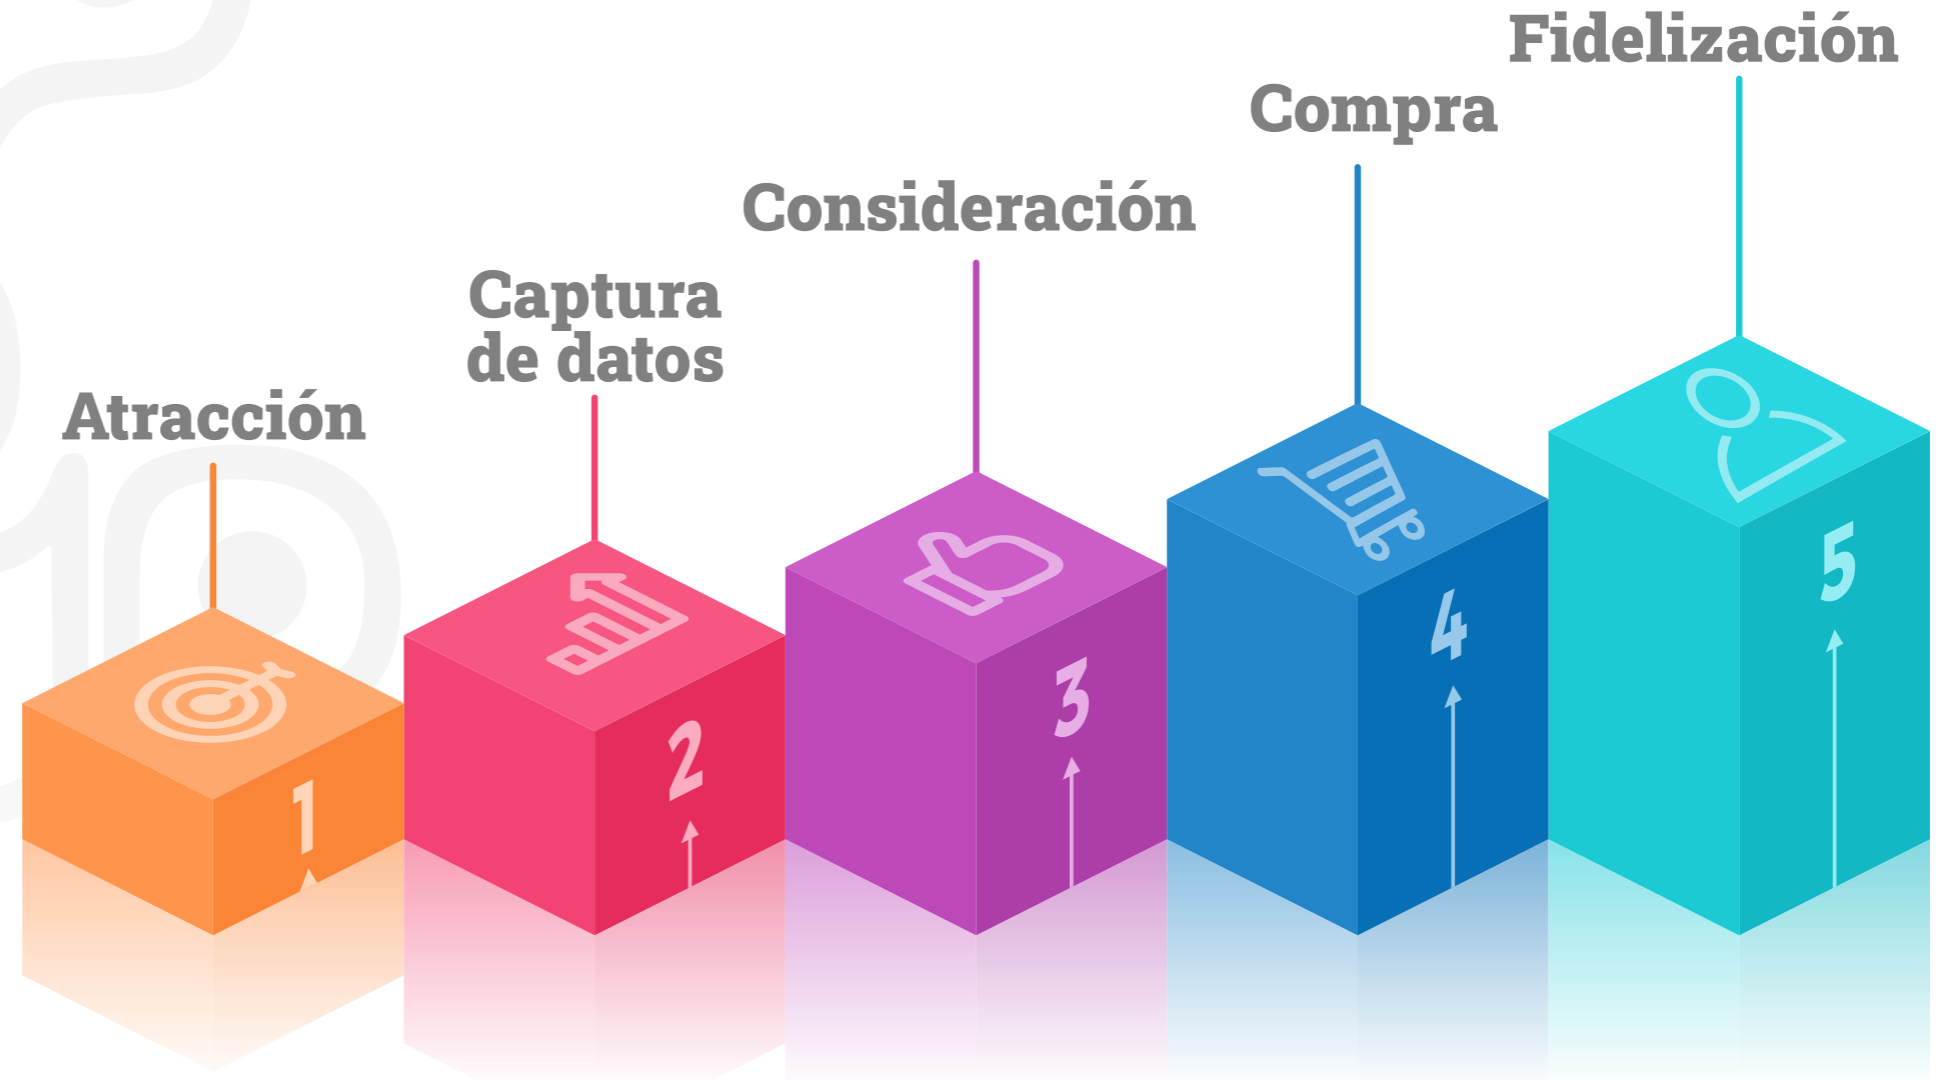 Atracción
Captura
de datos
Consideración
Compra
Fidelización
1
2
3
4
5